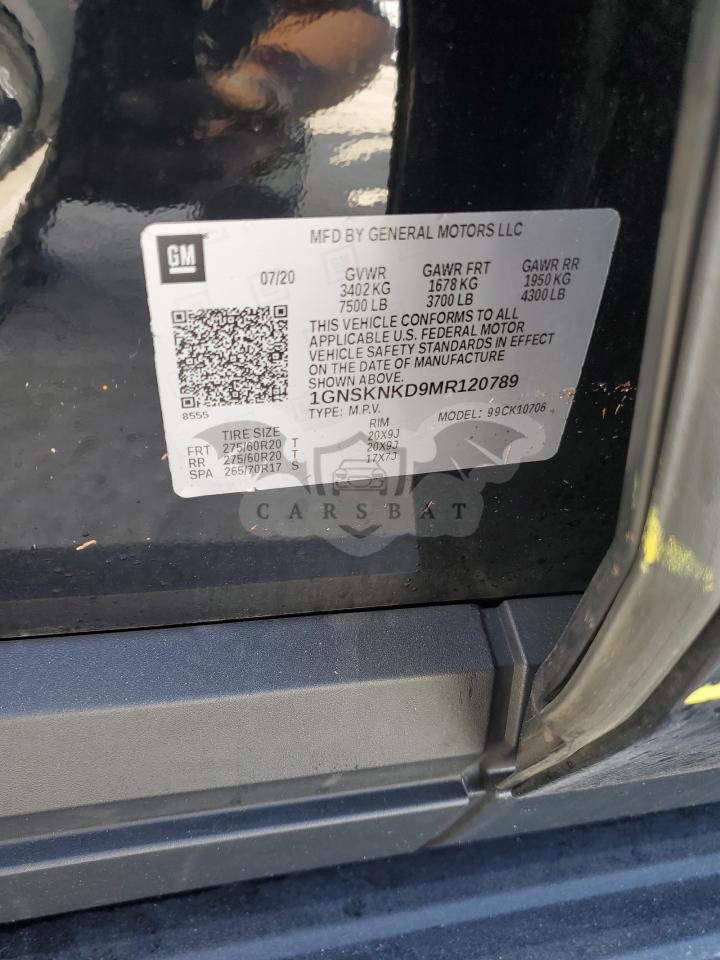 GM
MFD BY GENERAL MOTORS LLC
07/20
GVWR
3402 KG
7500 LB
GAWR FRT
1678 KG
3700 LB
GAWR RR
1950 KG
4300 LB
THIS VEHICLE CONFORMS TO ALL
APPLICABLE U.S. FEDERAL MOTOR
VEHICLE SAFETY STANDARDS IN EFFECT
ON THE DATE OF MANUFACTURE
SHOWN ABOVE.
1GNSKNKD9MR120789
8555
TYPE: M.P.V. MODEL: 99CK10706
TIRE SIZE RIM
FRT 275/60R20 T 20X9J
RR 275/60R20 T 20X9J
SPA 265/70R17 S 17X7J
CARSBAT